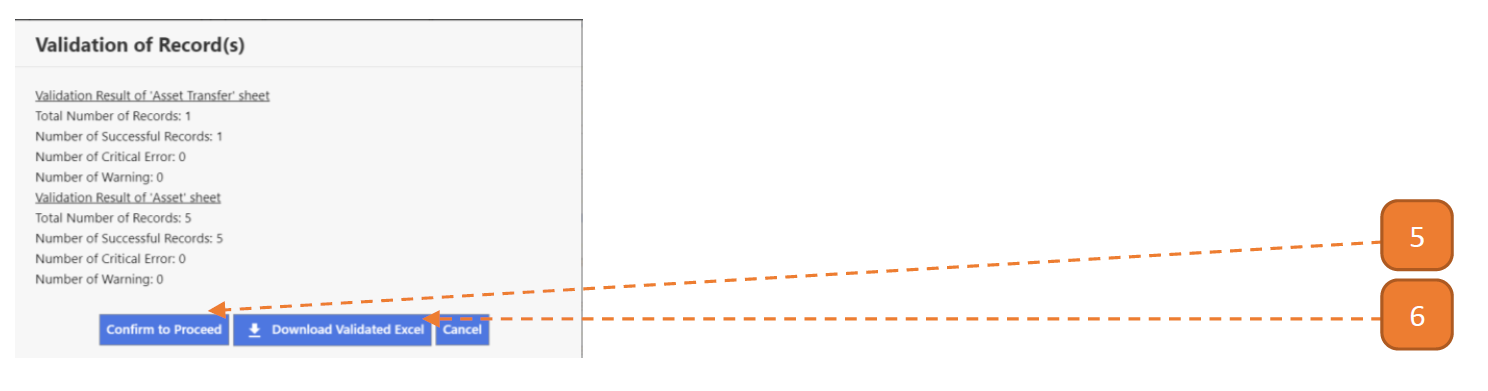 Validation of Record(s)
Validation Result of 'Asset Transfer' sheet
Total Number of Records: 1
Number of Successful Records: 1
Number of Critical Error: 0
Number of Warning: 0
Validation Result of 'Asset' sheet
Total Number of Records: 5
Number of Successful Records: 5
Number of Critical Error: 0
Number of Warning: 0
5
6
Confirm to Proceed Download Validated Excel Cancel